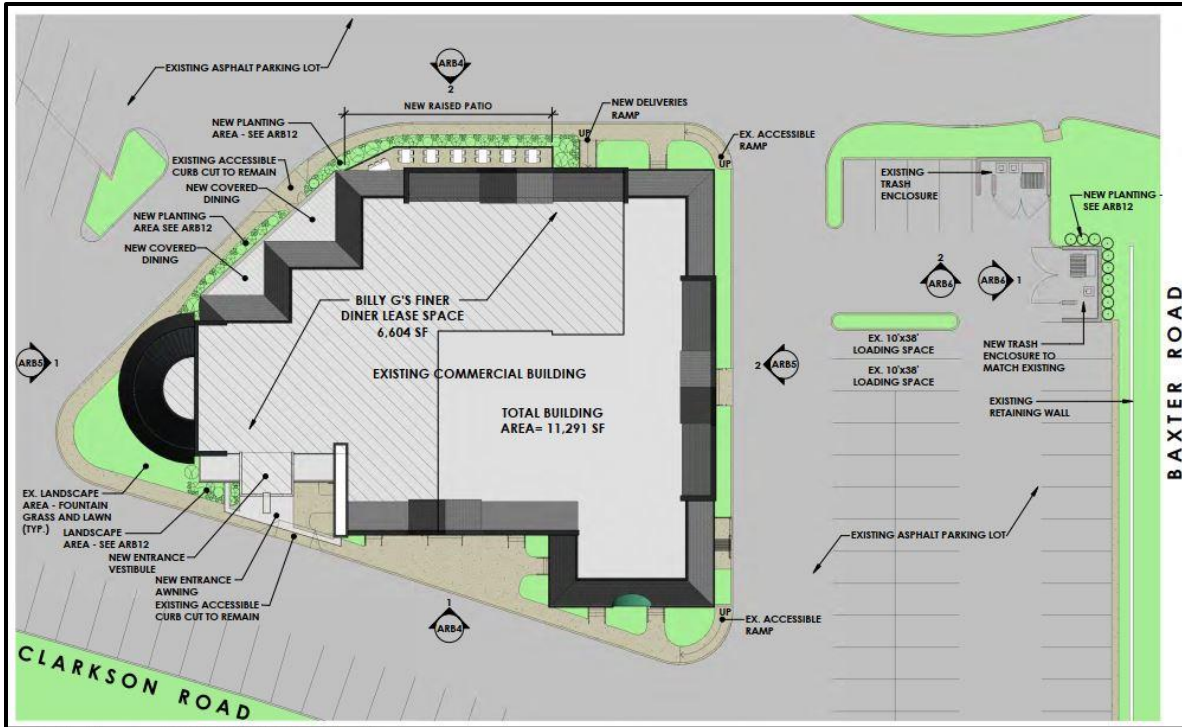 EXISTING ASPHALT PARKING LOT
ARB4
2
NEW RAISED PATIO
NEW DELIVERIES
RAMP
UP
NEW PLANTING
AREA - SEE ARB12
EX. ACCESSIBLE
RAMP
UP
EXISTING ACCESSIBLE
CURB CUT TO REMAIN
NEW COVERED
DINING
NEW PLANTING
AREA SEE ARB12
NEW COVERED
DINING
EXISTING
TRASH
ENCLOSURE
NEW PLANTING -
SEE ARB12
2
ARB6
ARB6
1
BILLY G'S FINER
DINER LEASE SPACE
6,604 SF
ARB5
1
EXISTING COMMERCIAL BUILDING
2
ARB5
TOTAL BUILDING
AREA= 11,291 SF
EX. 10'x38'
LOADING SPACE
EX. 10'x38'
LOADING SPACE
NEW TRASH
ENCLOSURE TO
MATCH EXISTING
EXISTING
RETAINING WALL
BAXTER ROAD
EX. LANDSCAPE
AREA - FOUNTAIN
GRASS AND LAWN
(TYP.)
LANDSCAPE
AREA - SEE ARB12
NEW ENTRANCE
VESTIBULE
NEW ENTRANCE
AWNING
EXISTING ACCESSIBLE
CURB CUT TO REMAIN
EXISTING ASPHALT PARKING LOT
1
ARB4
UP
EX. ACCESSIBLE
RAMP
CLARKSON ROAD